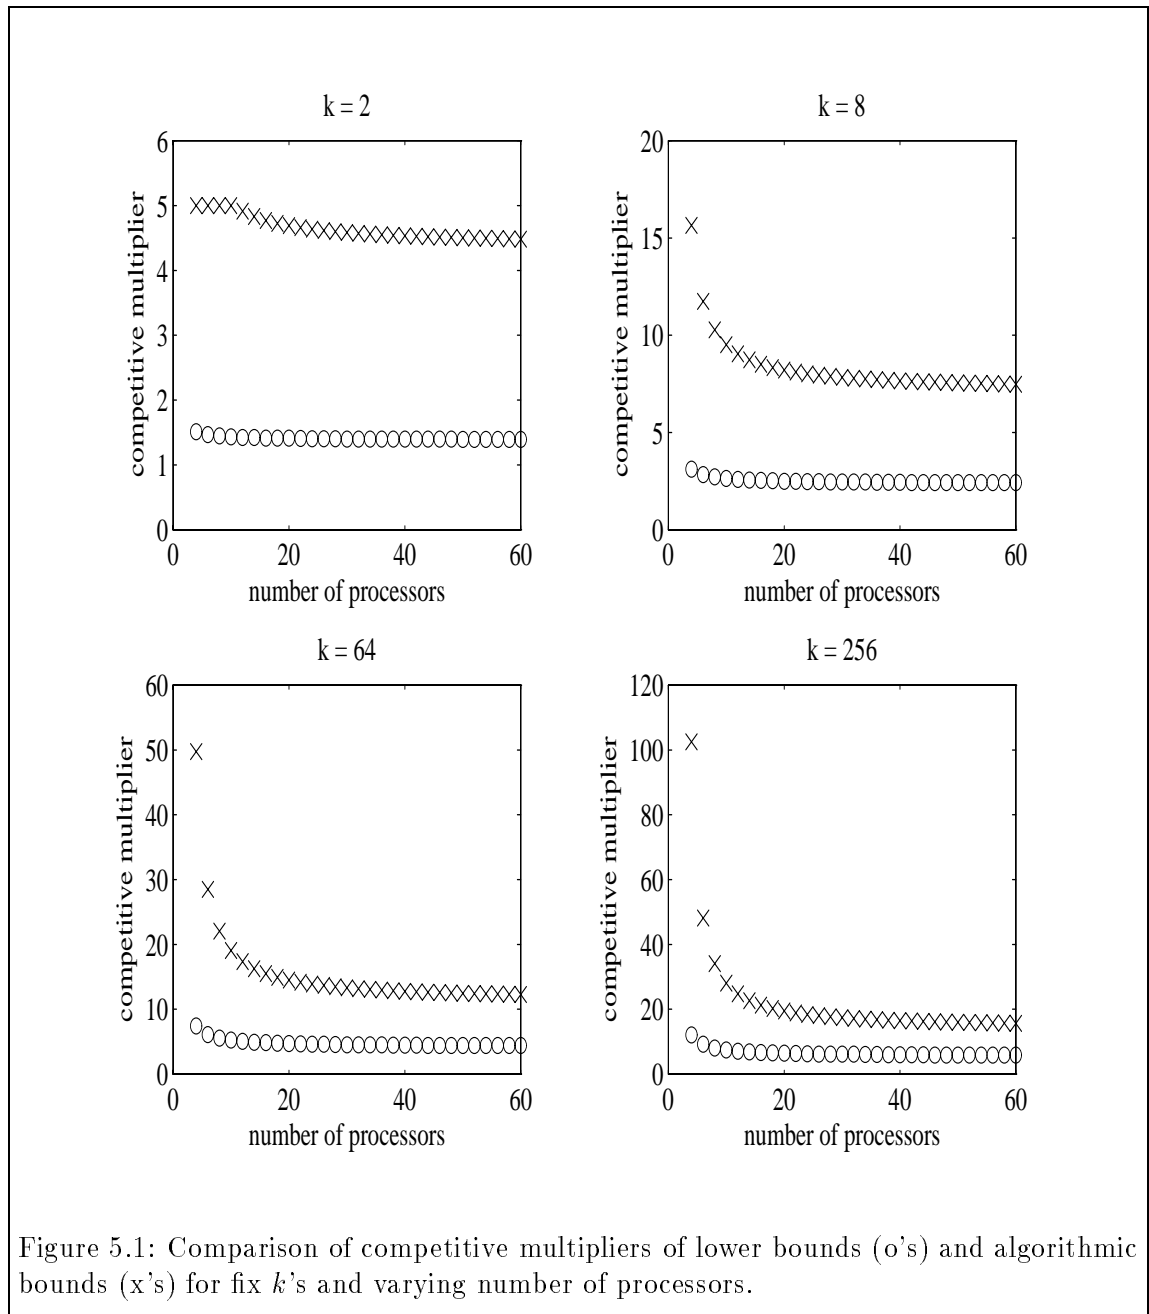 k = 2
6
5
4
3
2
1
0
competitive multiplier
0 20 40 60
number of processors
k = 8
20
15
10
5
0
competitive multiplier
0 20 40 60
number of processors
k = 64
60
50
40
30
20
10
0
competitive multiplier
0 20 40 60
number of processors
k = 256
120
100
80
60
40
20
0
competitive multiplier
0 20 40 60
number of processors
Figure 5.1: Comparison of competitive multipliers of lower bounds (o's) and algorithmic
bounds (x's) for fix k's and varying number of processors.